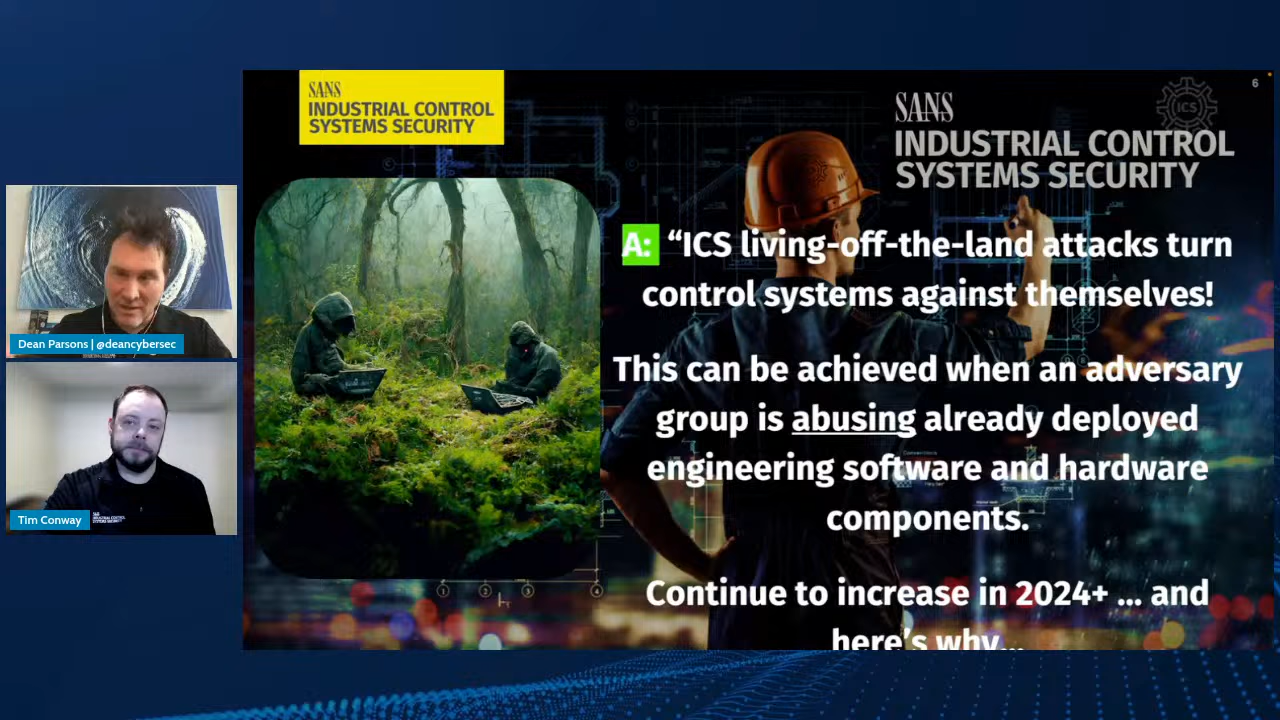 SANS
INDUSTRIAL CONTROL
SYSTEMS SECURITY
6
ICS
SANS
INDUSTRIAL CONTROL
SYSTEMS SECURITY
A: “ICS living-off-the-land attacks turn
control systems against themselves!
This can be achieved when an adversary
group is abusing already deployed
engineering software and hardware
components.
Continue to increase in 2024+ ... and
here’s why...
Dean Parsons | @deancybersec
Tim Conway